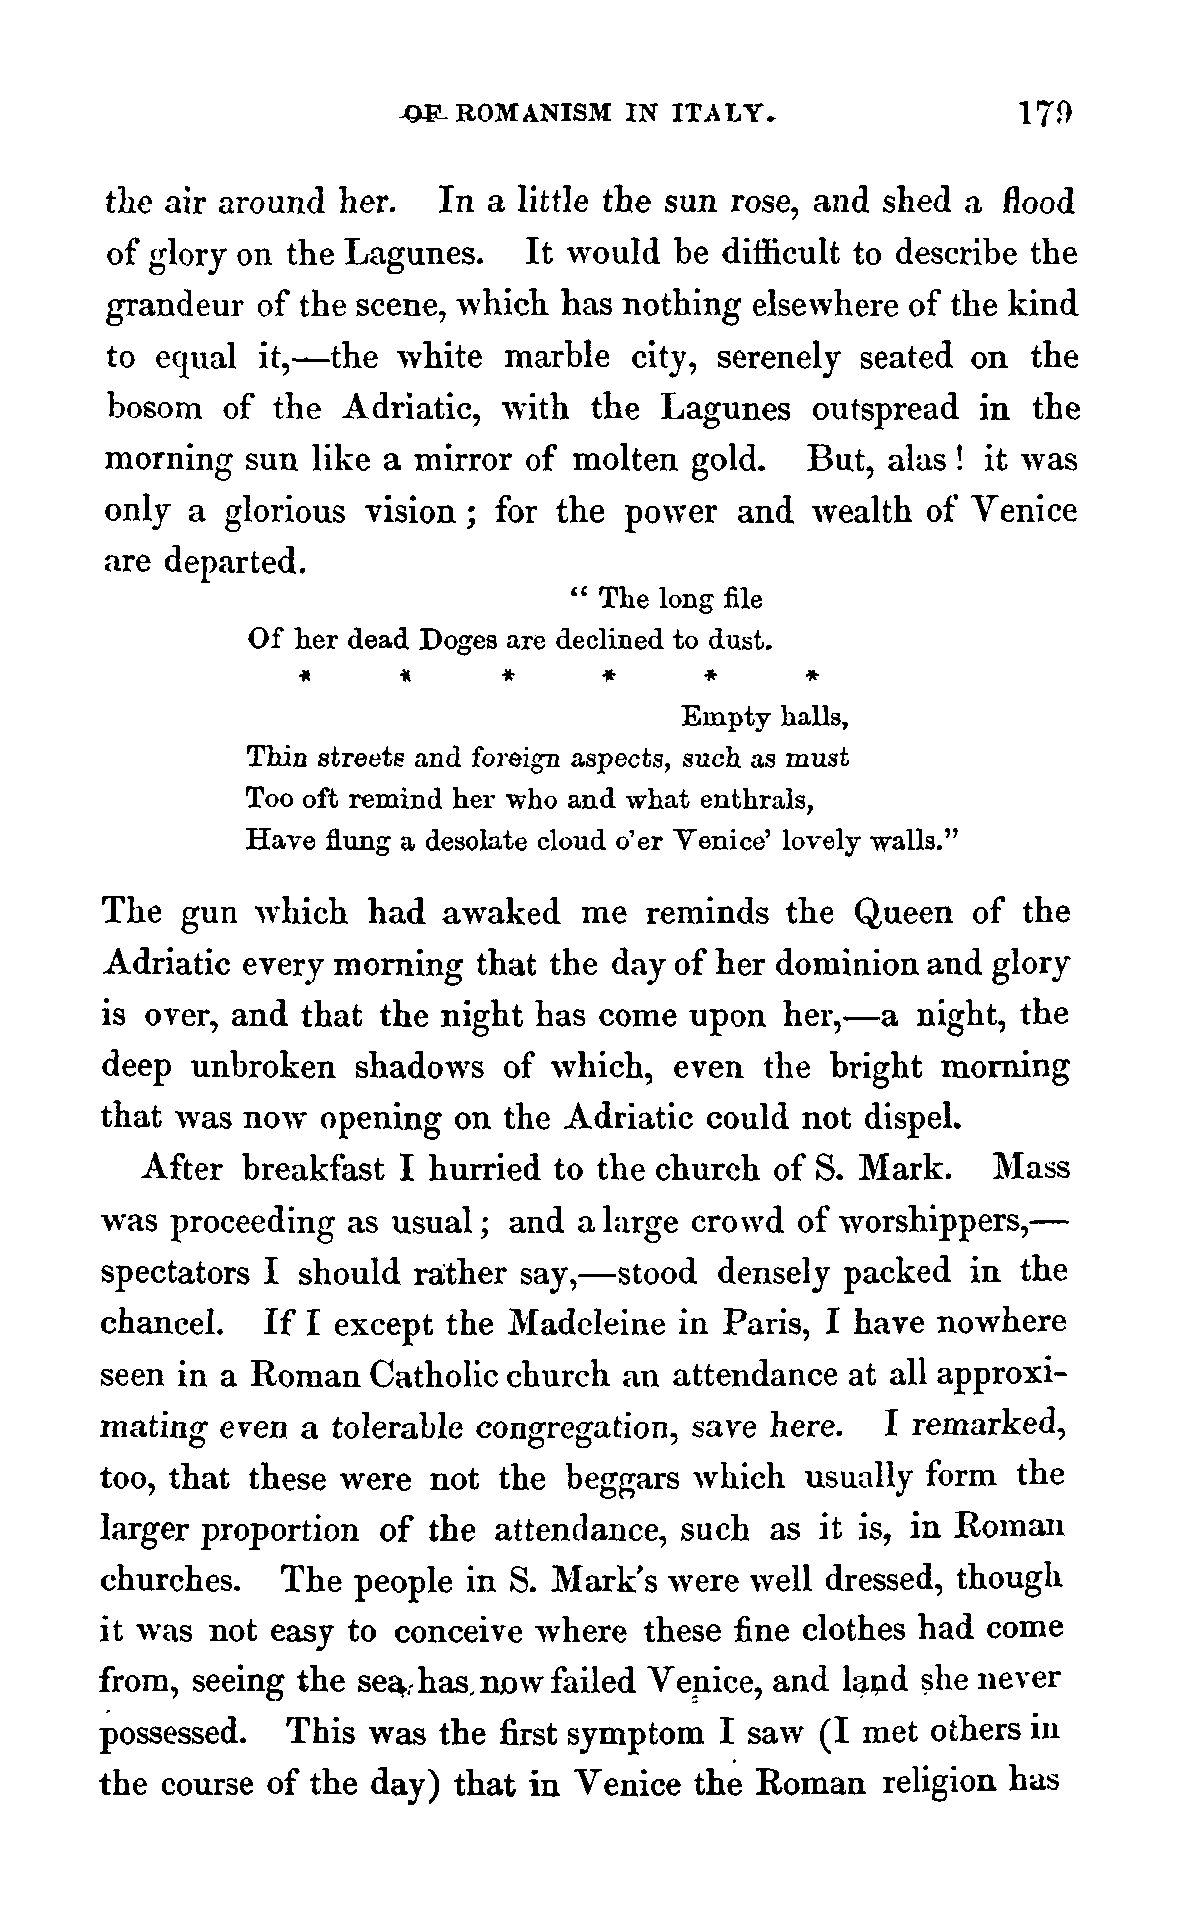 OF ROMANISM IN ITALY. 179
the air around her. In a little the sun rose, and shed a flood
of glory on the Lagunes. It would be difficult to describe the
grandeur of the scene, which has nothing elsewhere of the kind
to equal it,—the white marble city, serenely seated on the
bosom of the Adriatic, with the Lagunes outspread in the
morning sun like a mirror of molten gold. But, alas! it was
only a glorious vision; for the power and wealth of Venice
are departed.
“ The long file
Of her dead Doges are declined to dust.
* * * * * *
Empty halls,
Thin streets and foreign aspects, such as must
Too oft remind her who and what enthrals,
Have flung a desolate cloud o’er Venice’ lovely walls.”
The gun which had awaked me reminds the Queen of the
Adriatic every morning that the day of her dominion and glory
is over, and that the night has come upon her,—a night, the
deep unbroken shadows of which, even the bright morning
that was now opening on the Adriatic could not dispel.
After breakfast I hurried to the church of S. Mark. Mass
was proceeding as usual; and a large crowd of worshippers,—
spectators I should rather say,—stood densely packed in the
chancel. If I except the Madeleine in Paris, I have nowhere
seen in a Roman Catholic church an attendance at all approxi-
mating even a tolerable congregation, save here. I remarked,
too, that these were not the beggars which usually form the
larger proportion of the attendance, such as it is, in Roman
churches. The people in S. Mark’s were well dressed, though
it was not easy to conceive where these fine clothes had come
from, seeing the sea has now failed Venice, and land she never
possessed. This was the first symptom I saw (I met others in
the course of the day) that in Venice the Roman religion has